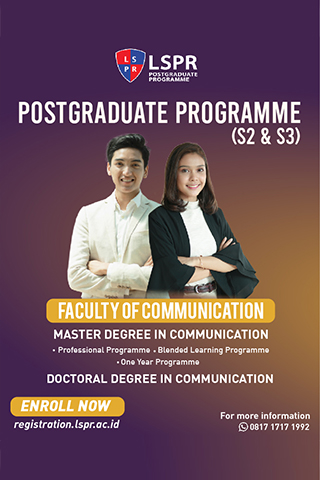 L S
P R
LSPR
POSTGRADUATE
PROGRAMME
POSTGRADUATE PROGRAMME
(S2 & S3)
FACULTY OF COMMUNICATION
MASTER DEGREE IN COMMUNICATION
• Professional Programme • Blended Learning Programme
• One Year Programme
DOCTORAL DEGREE IN COMMUNICATION
ENROLL NOW
registration.lspr.ac.id
For more information
0817 1717 1992